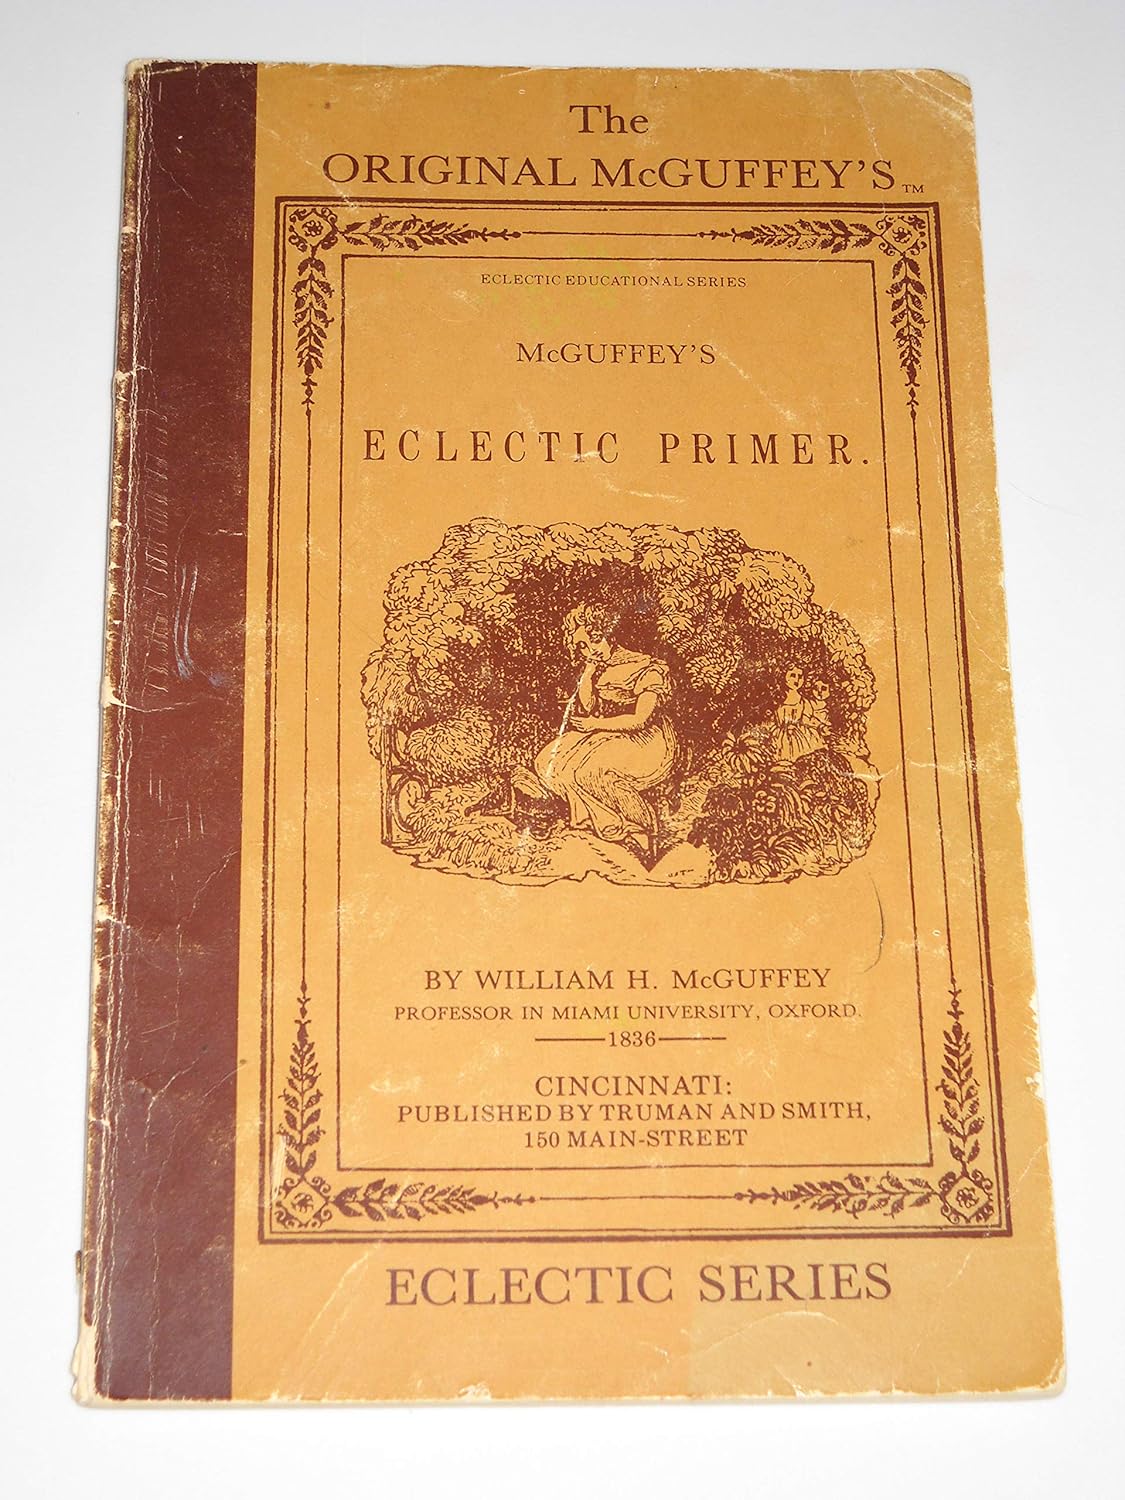 The
ORIGINAL McGUFFEY'S ™
ECLECTIC EDUCATIONAL SERIES
McGUFFEY'S
ECLECTIC PRIMER.
BY WILLIAM H. McGUFFEY
PROFESSOR IN MIAMI UNIVERSITY, OXFORD.
1836
CINCINNATI:
PUBLISHED BY TRUMAN AND SMITH,
150 MAIN-STREET
ECLECTIC SERIES